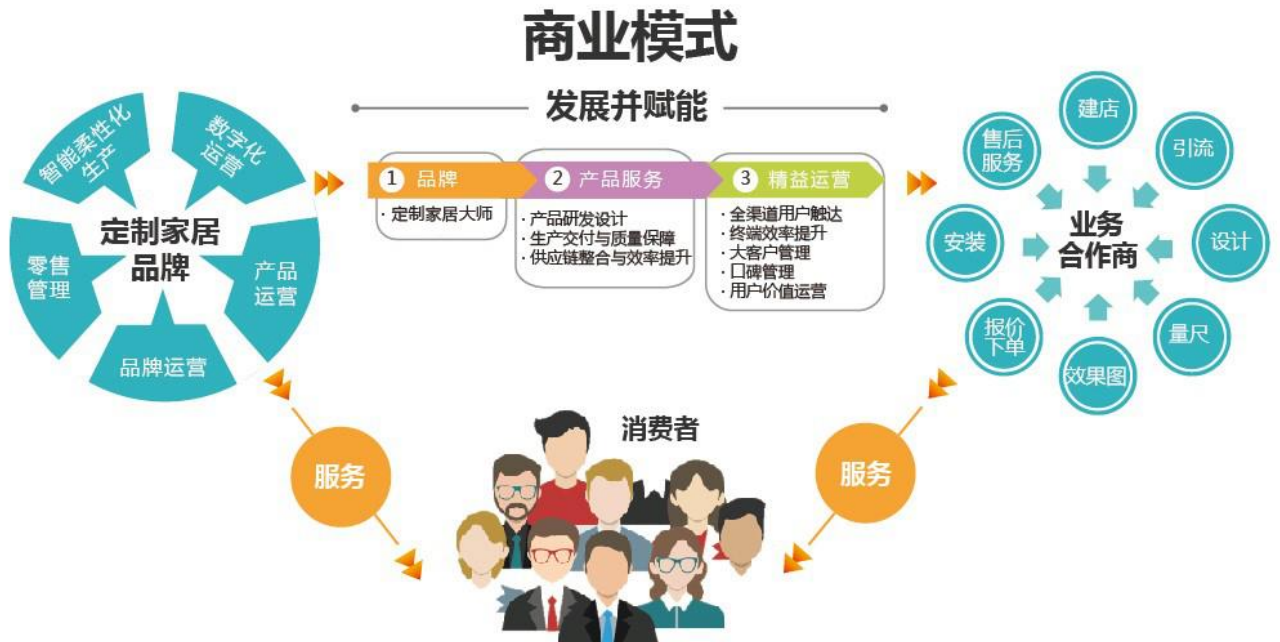 商业模式
发展并赋能
智能柔性化
生产
数字化
运营
定制家居
品牌
零售
管理
产品
运营
品牌运营
1 品牌
· 定制家居大师
2 产品服务
· 产品研发设计
· 生产交付与质量保障
· 供应链整合与效率提升
3 精益运营
· 全渠道用户触达
· 终端效率提升
· 大客户管理
· 口碑管理
· 用户价值运营
建店
售后
服务
引流
业务
合作商
安装
设计
报价
下单
量尺
效果图
消费者
服务
服务